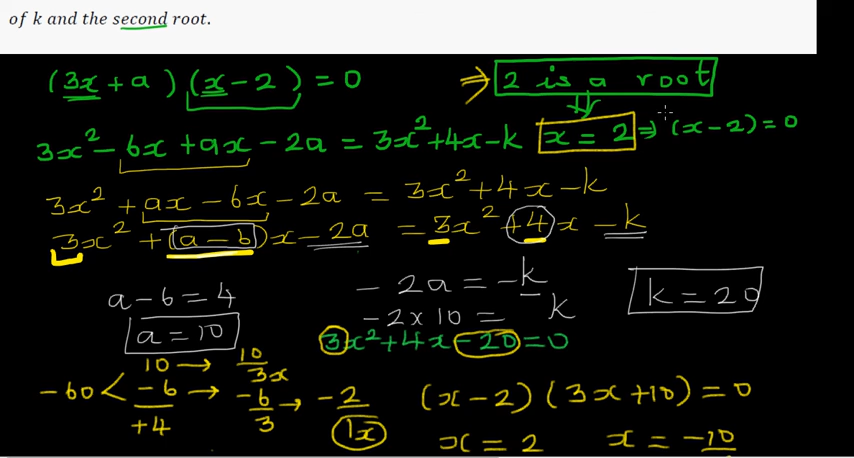 of k and the second root.
(3x + a) (x - 2) = 0 ⇒ 2 is a root
3x² - 6x + ax - 2a = 3x² + 4x - k x = 2 ⇒ (x - 2) = 0
3x² + ax - 6x - 2a = 3x² + 4x - k
3x² + (a - 6)x - 2a = 3x² + 4x - k
a - 6 = 4 - 2a = -k k = 20
a = 10 -2 x 10 = k
3x² + 4x - 20 = 0
10 → 10/3x
-60 < -6 → -6/3 → -2/1x (x - 2) (3x + 10) = 0
+4 x = 2 x = -10